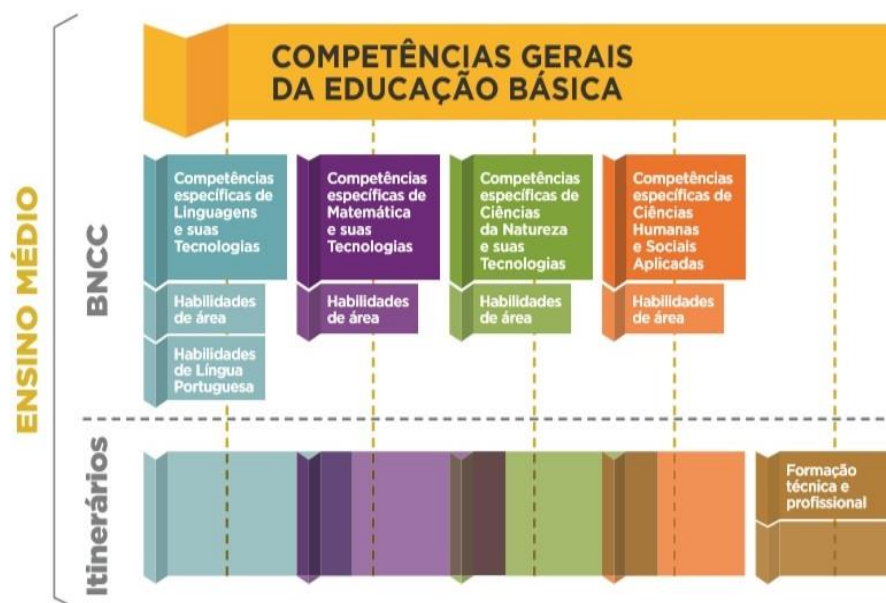 ENSINO MÉDIO
COMPETÊNCIAS GERAIS
DA EDUCAÇÃO BÁSICA
BNCC
Competências
específicas de
Linguagens
e suas
Tecnologias
Habilidades
de área
Habilidades
de Língua
Portuguesa
Competências
específicas de
Matemática
e suas
Tecnologias
Habilidades
de área
Competências
específicas de
Ciências
da Natureza
e suas
Tecnologias
Habilidades
de área
Competências
específicas de
Ciências
Humanas
e Sociais
Aplicadas
Habilidades
de área
Itinerários
Formação
técnica e
profissional